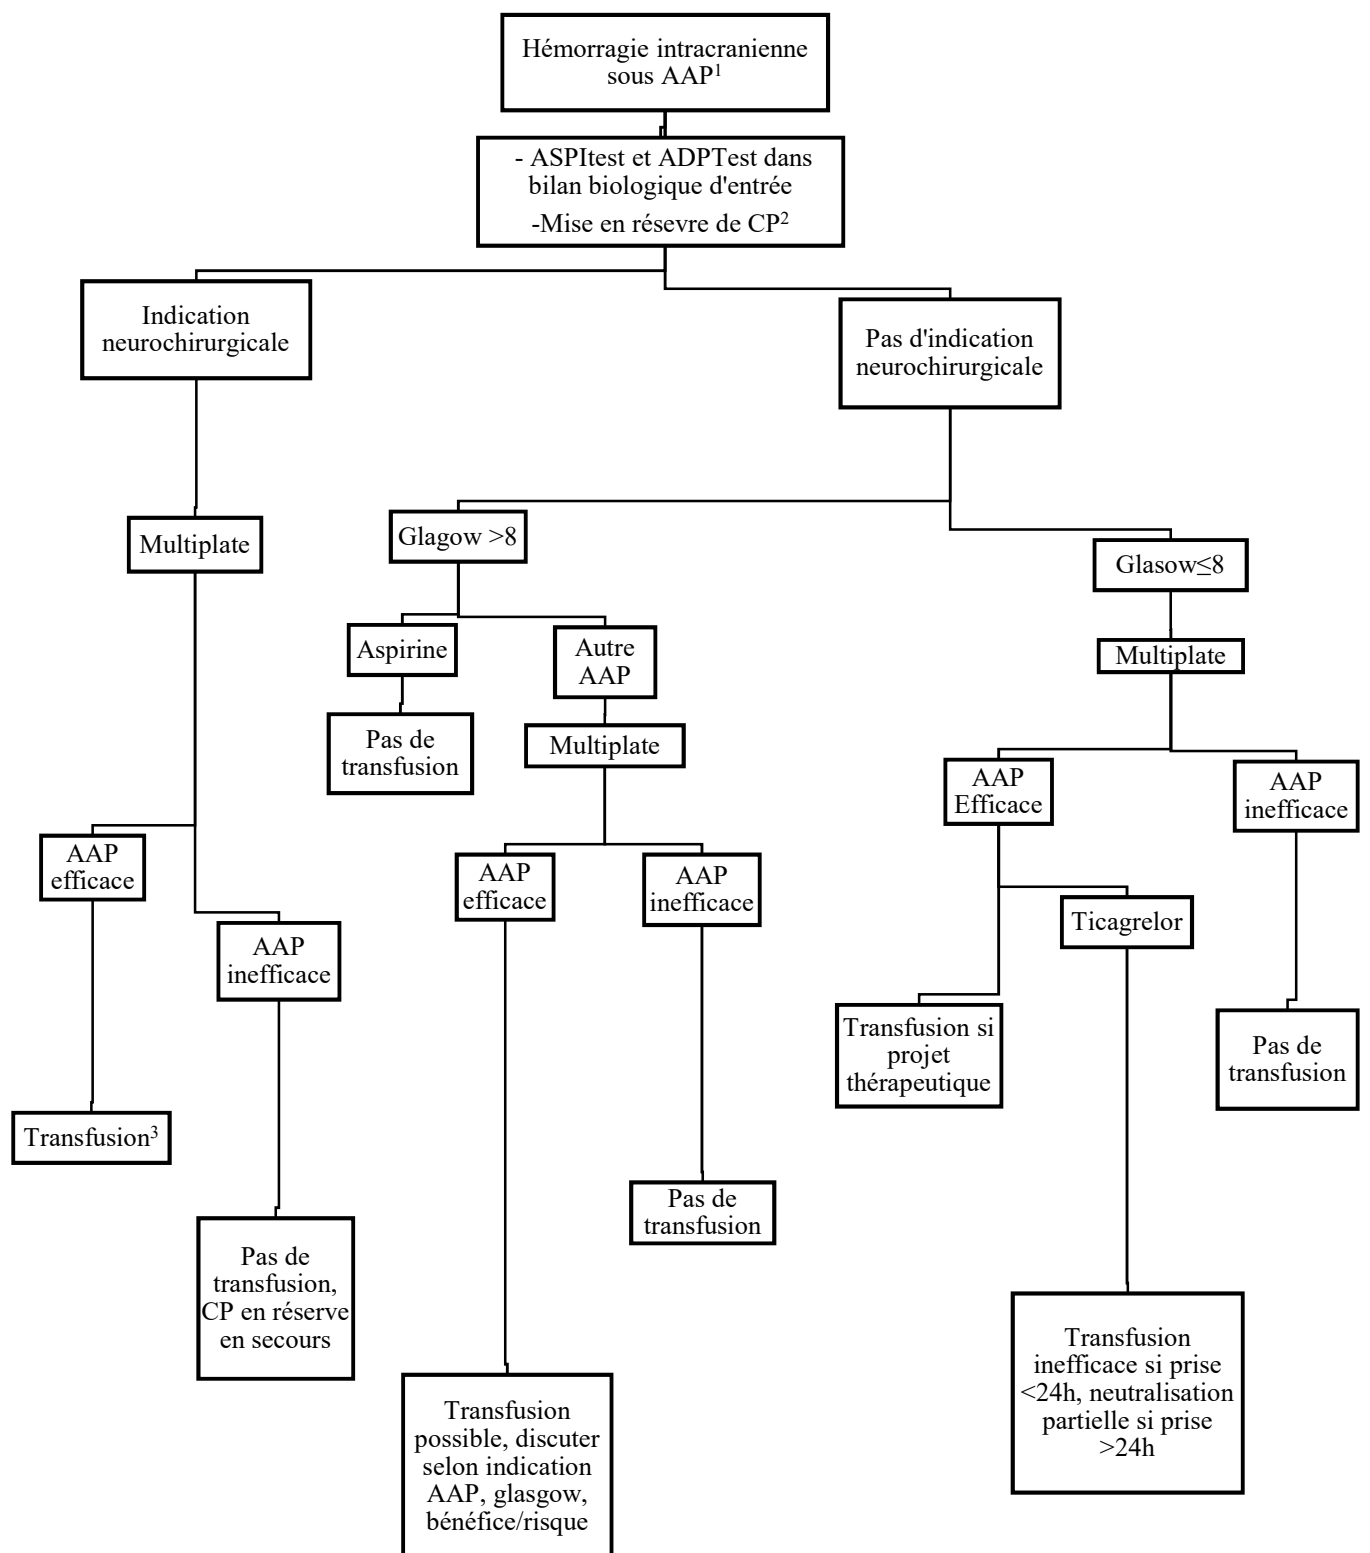 Hémorragie intracranienne
sous AAP¹
- ASPItest et ADPTest dans
bilan biologique d'entrée
-Mise en résevre de CP²
Indication
neurochirurgicale
Pas d'indication
neurochirurgicale
Multiplate
Glagow >8
Glasow≤8
Aspirine
Autre
AAP
Multiplate
Pas de
transfusion
Multiplate
AAP
Efficace
AAP
inefficace
AAP
efficace
AAP
efficace
AAP
inefficace
Ticagrelor
AAP
inefficace
Transfusion si
projet
thérapeutique
Pas de
transfusion
Transfusion³
Pas de
transfusion
Pas de
transfusion,
CP en réserve
en secours
Transfusion
inefficace si prise
<24h, neutralisation
partielle si prise
>24h
Transfusion
possible, discuter
selon indication
AAP, glasgow,
bénéfice/risque